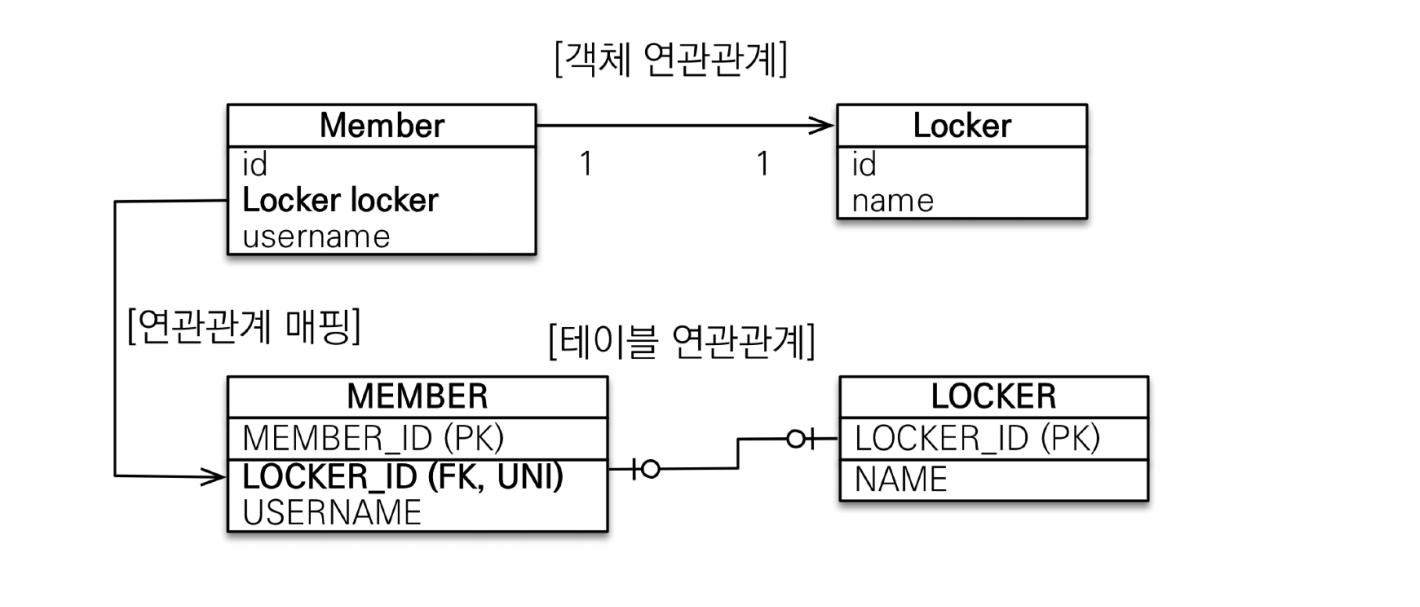 [객체 연관관계]
Member
Locker
id
Locker locker
username
1
1
id
name
[연관관계 매핑]
[테이블 연관관계]
MEMBER
MEMBER_ID (PK)
LOCKER_ID (FK, UNI)
USERNAME
LOCKER
LOCKER_ID (PK)
NAME